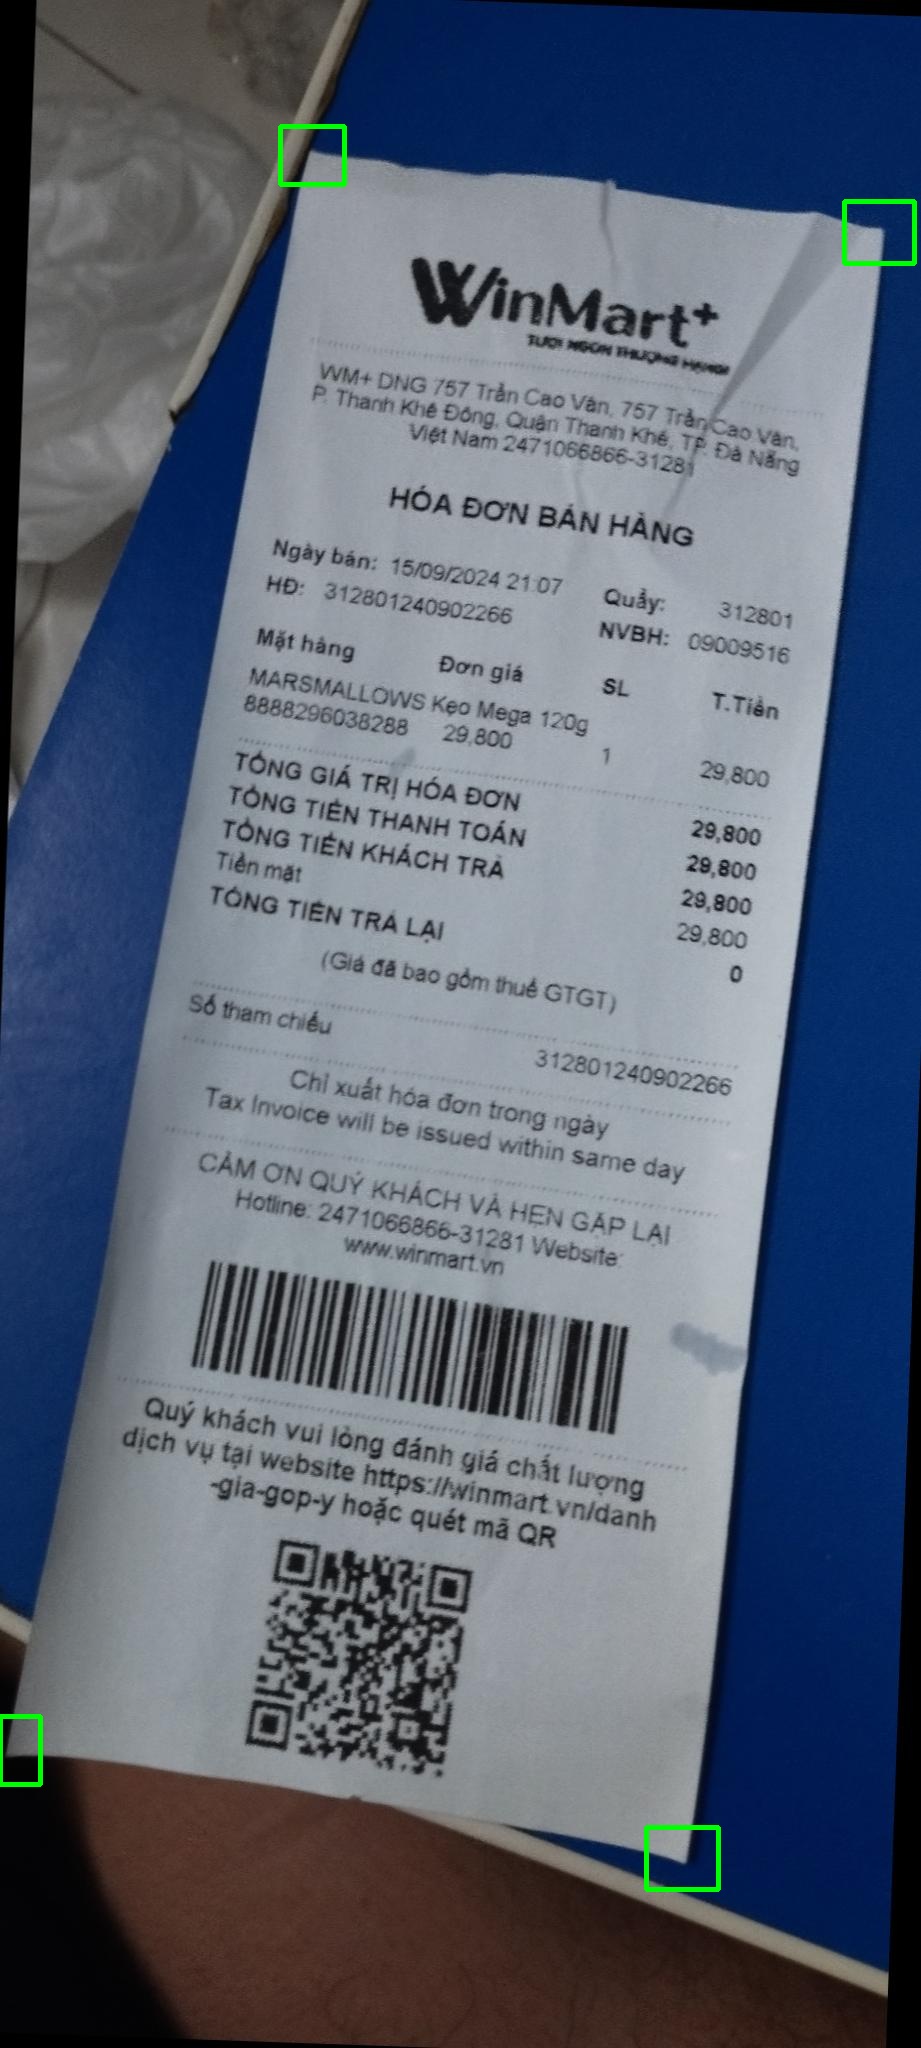 WinMart+
TƯƠI NGON THƯỢNG HẠNG!
WM+ DNG 757 Trần Cao Vân, 757 Trần Cao Vân,
P. Thanh Khê Đông, Quận Thanh Khê, TP. Đà Nẵng
Việt Nam 2471066866-31281
HÓA ĐƠN BÁN HÀNG
Ngày bán: 15/09/2024 21:07 Quầy: 312801
HĐ: 312801240902266 NVBH: 09009516
Mặt hàng Đơn giá SL T.Tiền
MARSMALLOWS Kẹo Mega 120g
8888296038288 29,800 1 29,800
TỔNG GIÁ TRỊ HÓA ĐƠN 29,800
TỔNG TIỀN THANH TOÁN 29,800
TỔNG TIỀN KHÁCH TRẢ 29,800
Tiền mặt 29,800
TỔNG TIỀN TRẢ LẠI 0
(Giá đã bao gồm thuế GTGT)
Số tham chiếu 312801240902266
Chỉ xuất hóa đơn trong ngày
Tax Invoice will be issued within same day
CẢM ƠN QUÝ KHÁCH VÀ HẸN GẶP LẠI
Hotline: 2471066866-31281 Website:
www.winmart.vn
Quý khách vui lòng đánh giá chất lượng
dịch vụ tại website https://winmart.vn/danh
-gia-gop-y hoặc quét mã QR